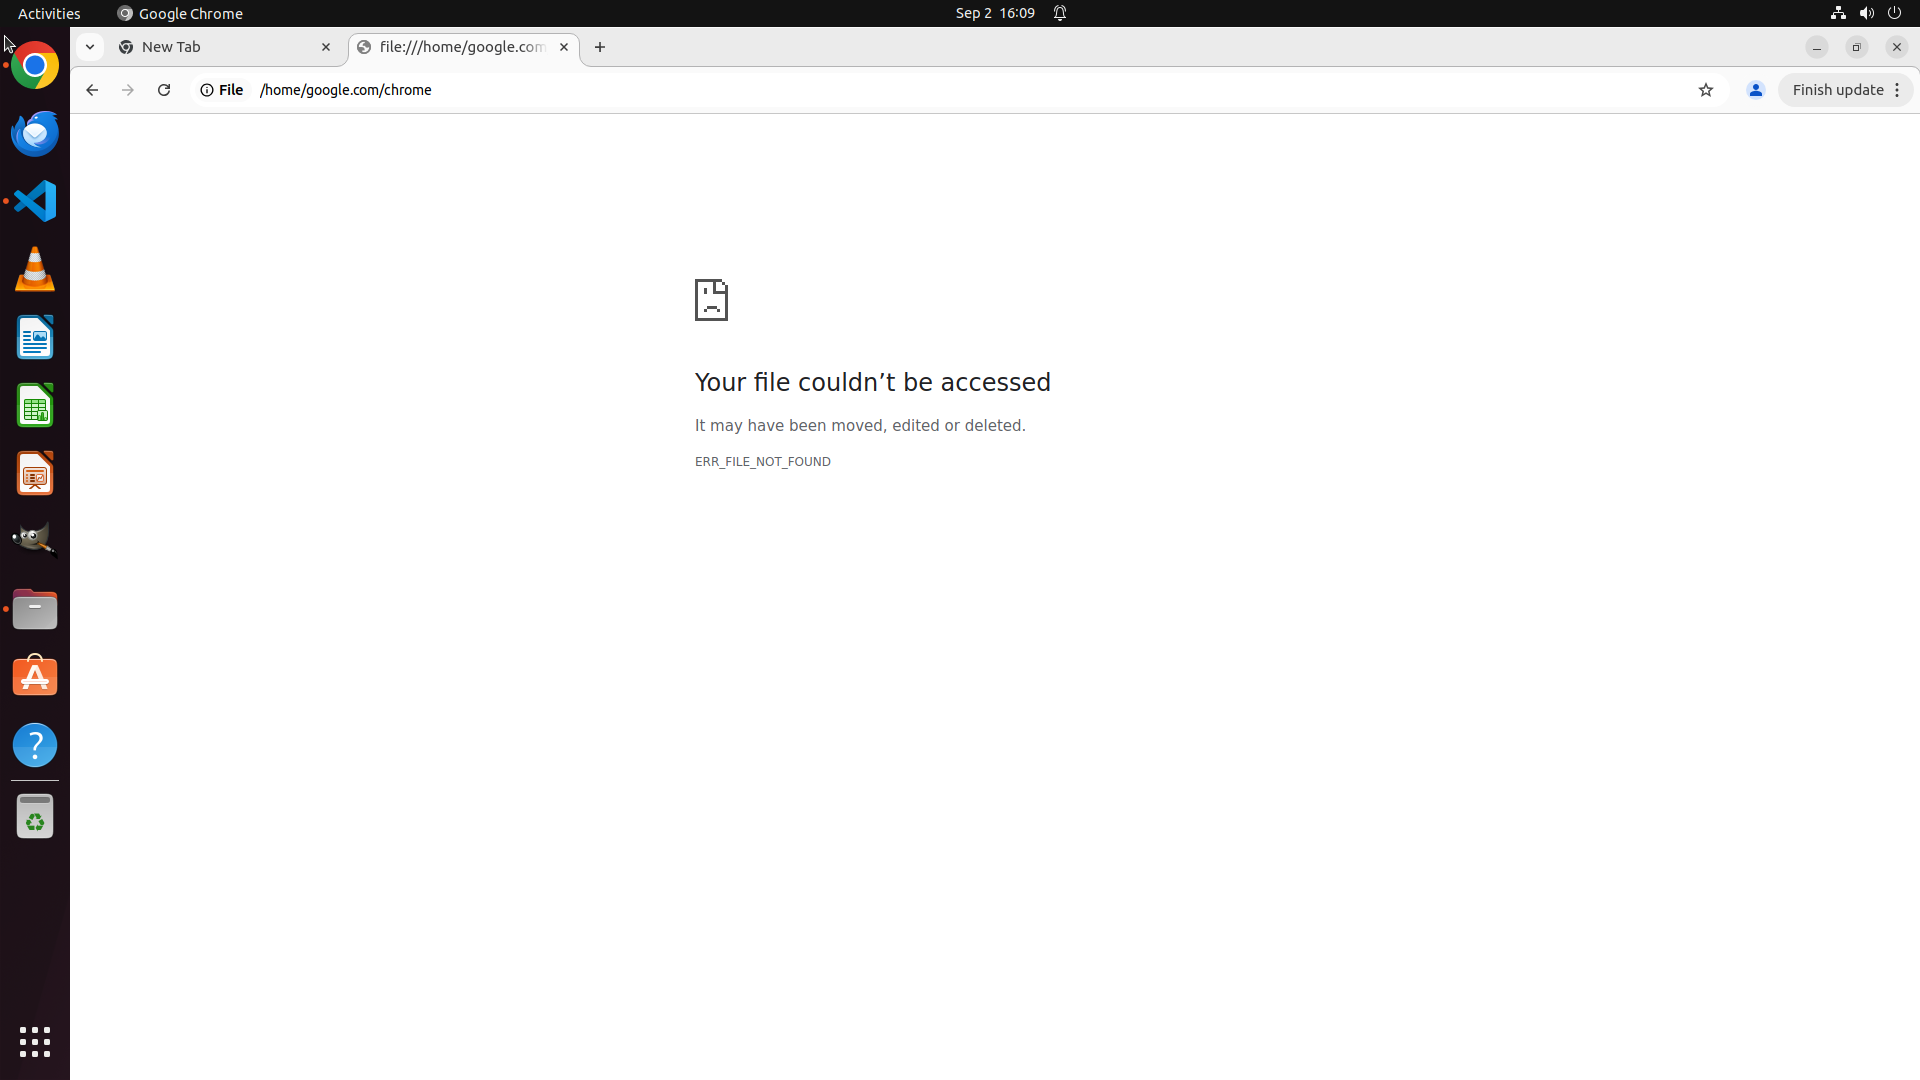 Activities
Google Chrome
Sep 2 16:09
New Tab
file:///home/google.com
Finish update
File
/home/google.com/chrome
Your file couldn’t be accessed
It may have been moved, edited or deleted.
ERR_FILE_NOT_FOUND